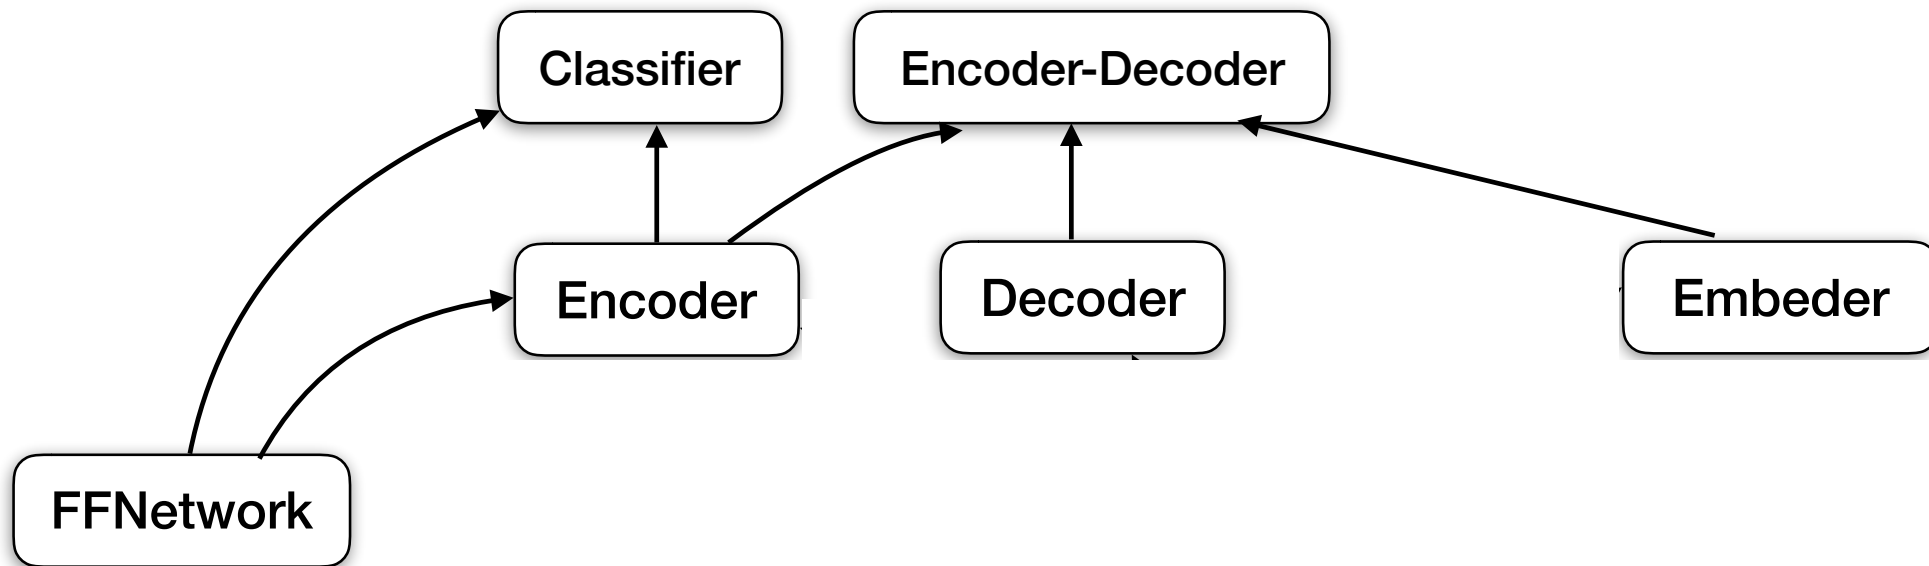 Classifier
Encoder-Decoder
Encoder
Decoder
Embeder
FFNetwork